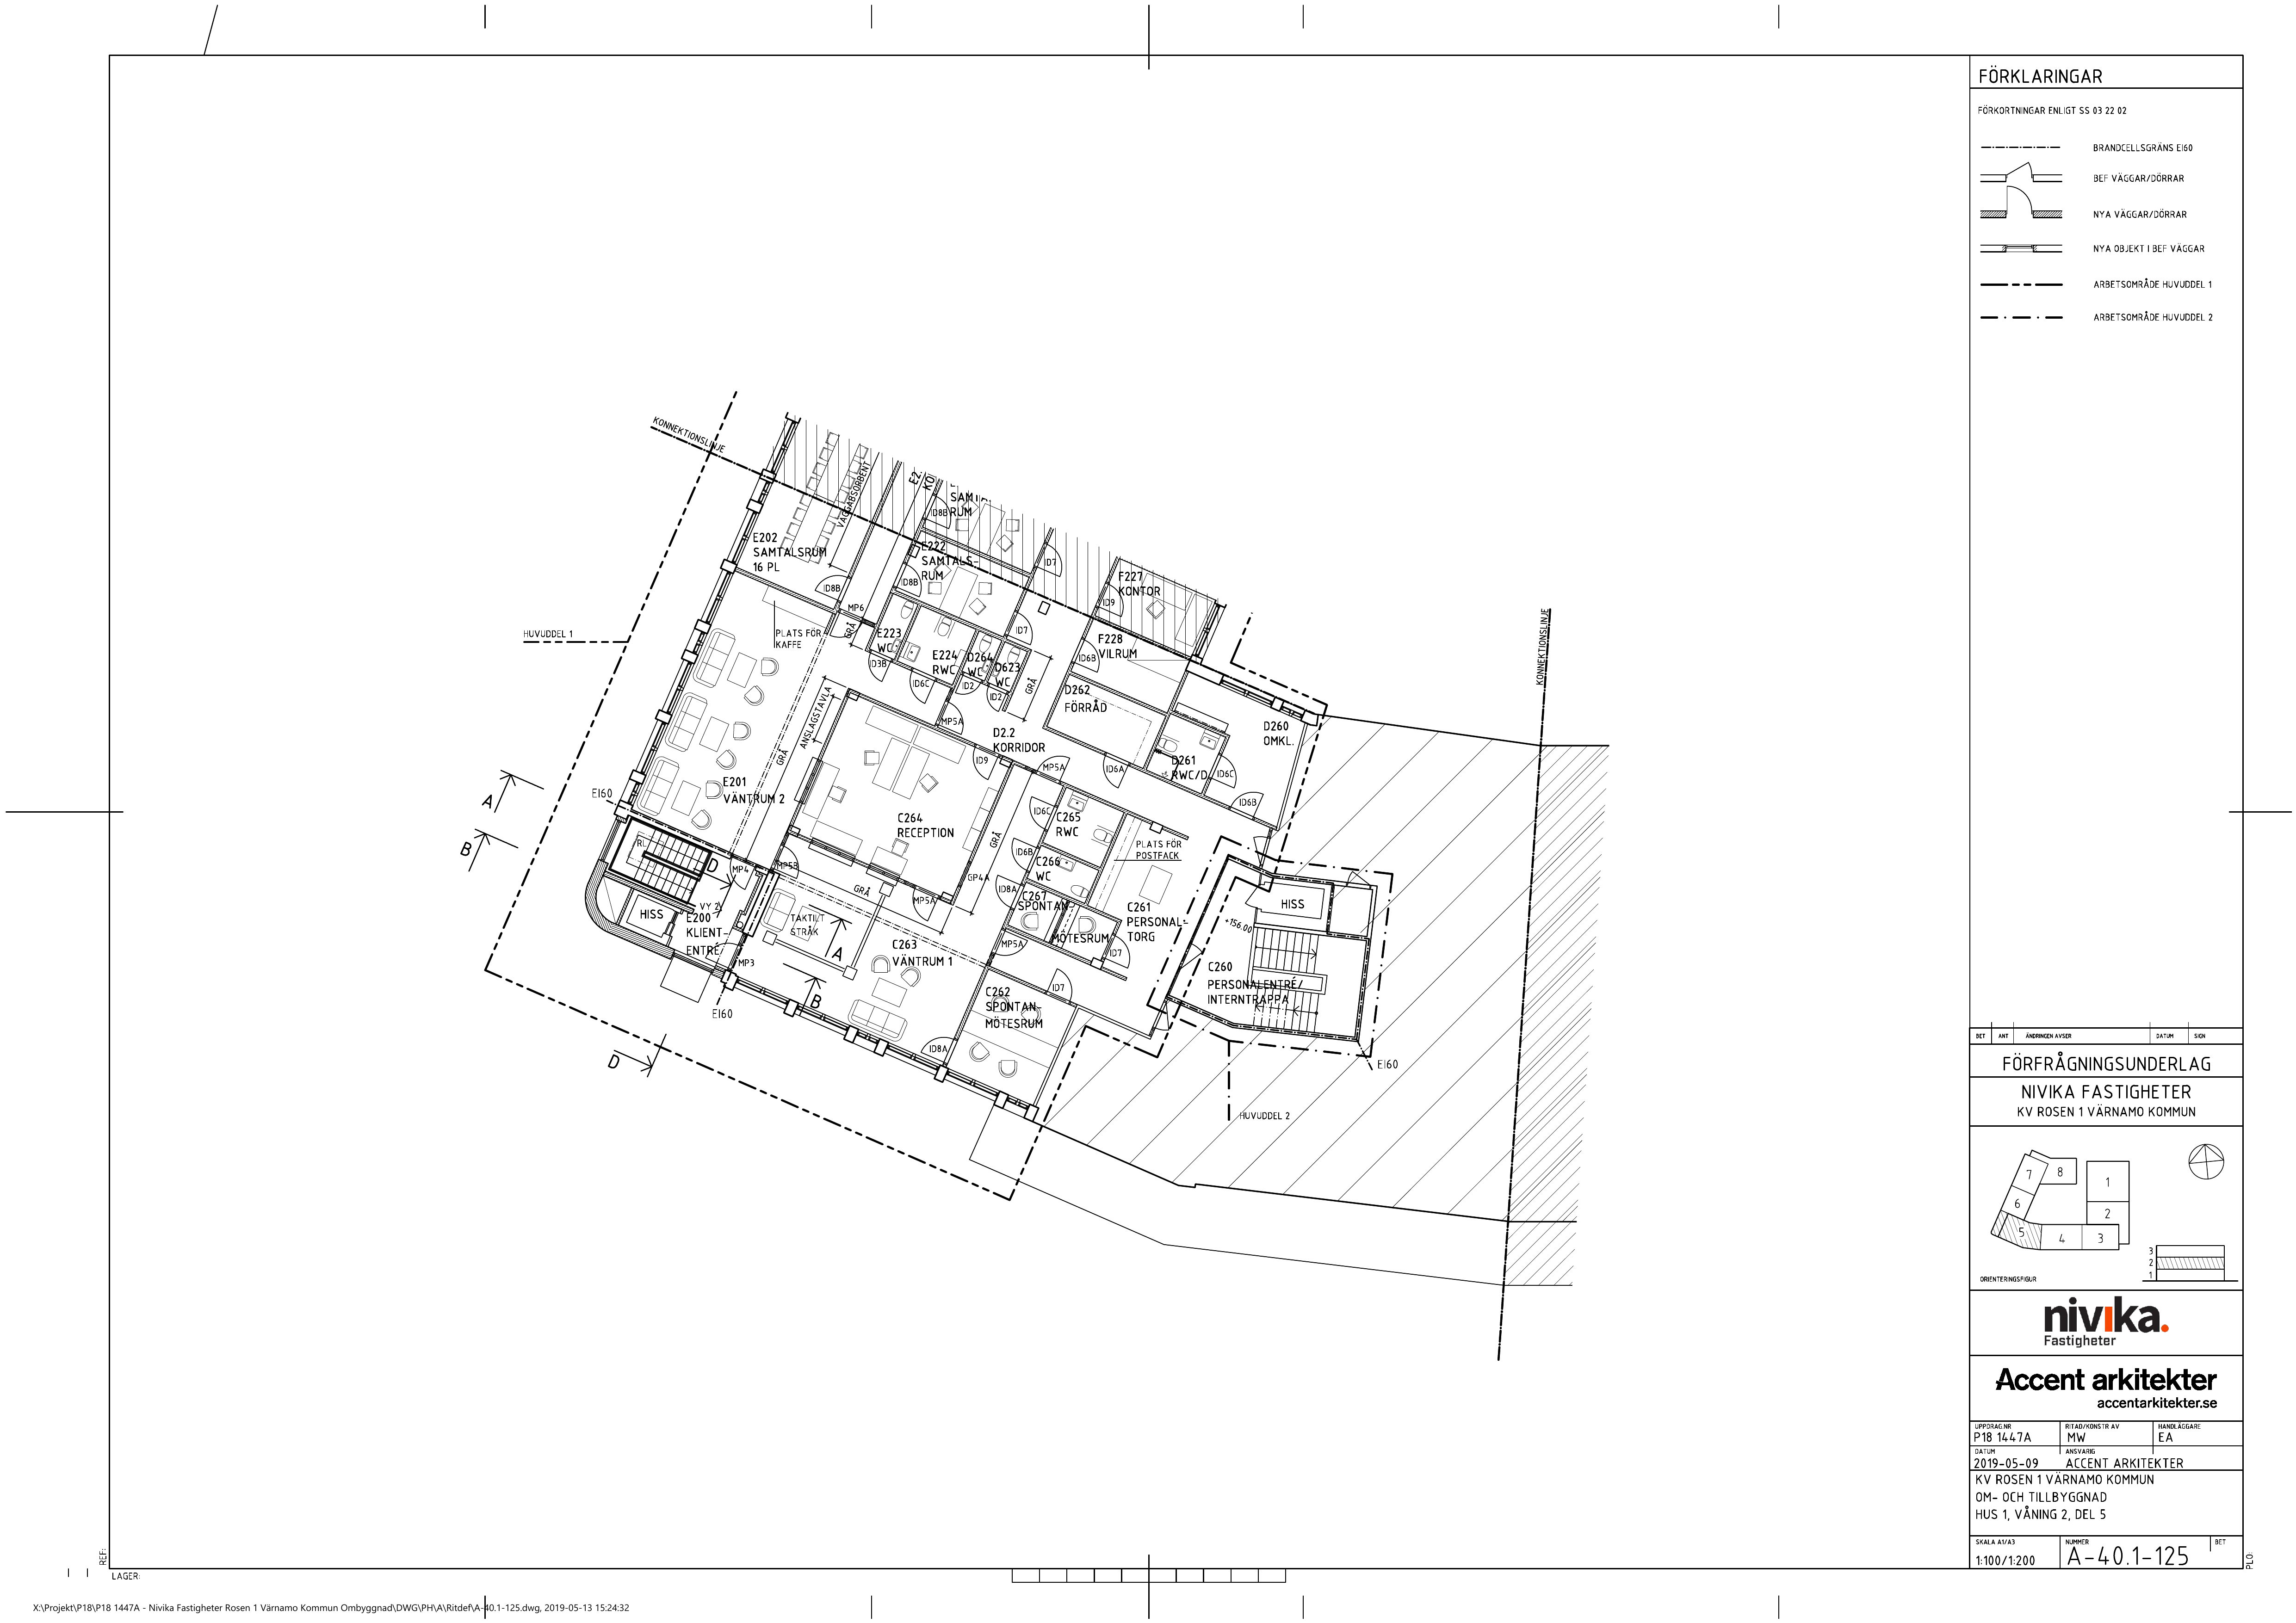 FÖRKLARINGAR
FÖRKORTNINGAR ENLIGT SS 03 22 02
BRANDCELLSGRÄNS EI60
BEF VÄGGAR/DÖRRAR
NYA VÄGGAR/DÖRRAR
NYA OBJEKT I BEF VÄGGAR
ARBETSOMRÅDE HUVUDDEL 1
ARBETSOMRÅDE HUVUDDEL 2
KONNEKTIONSLINJE
VÄGGABSORBENT
E2.
KO
SAMT
RUM
ID8B
E202
SAMTALSRUM
16 PL
E222
SAMTALS-
RUM
ID8B
ID8B
ID7
F227
KONTOR
ID9
MP6
GRÅ
PLATS FÖR
KAFFE
HUVUDDEL 1
E223
WC
ID3B
E224
RWC
ID6C
D264
WC
ID2
D623
WC
ID2
ID7
GRÅ
F228
VILRUM
ID6B
D262
FÖRRÅD
KONNEKTIONSLINJE
ANSLAGSTAVLA
GRÅ
MP5A
D2.2
KORRIDOR
ID9
MP5A
ID6A
D260
OMKL.
D261
RWC/D
ID6C
ID6B
E201
VÄNTRUM 2
EI60
A
B
C264
RECEPTION
GRÅ
ID6C
C265
RWC
PLATS FÖR
POSTFACK
ID6B
C266
WC
RL
D
MP4
MP5B
GRÅ
MP5A
GP4A
ID8A
C267
SPONTAN-
MÖTESRUM
C261
PERSONAL-
TORG
HISS
+156.00
HISS
VY 2
E200
KLIENT-
ENTRÉ
TAKTILT
STRÅK
A
MP3
C263
VÄNTRUM 1
MP5A
ID7
B
EI60
C262
SPONTAN-
MÖTESRUM
ID7
C260
PERSONALENTRÉ/
INTERNTRAPPA
ID8A
D
EI60
HUVUDDEL 2
BET ANT ÄNDRINGEN AVSER DATUM SIGN
FÖRFRÅGNINGSUNDERLAG
NIVIKA FASTIGHETER
KV ROSEN 1 VÄRNAMO KOMMUN
7 8 1
6 2
5 4 3
3
2
1
ORIENTERINGSFIGUR
nivika.
Fastigheter
Accent arkitekter
accentarkitekter.se
UPPDRAG.NR RITAD/KONSTR AV HANDLÄGGARE
P18 1447A MW EA
DATUM ANSVARIG
2019-05-09 ACCENT ARKITEKTER
KV ROSEN 1 VÄRNAMO KOMMUN
OM- OCH TILLBYGGNAD
HUS 1, VÅNING 2, DEL 5
SKALA A1/A3 NUMMER BET
1:100/1:200 A-40.1-125
REF:
LAGER:
PLO:
X:\Projekt\P18\P18 1447A - Nivika Fastigheter Rosen 1 Värnamo Kommun Ombyggnad\DWG\PH\A\Ritdef\A-40.1-125.dwg, 2019-05-13 15:24:32